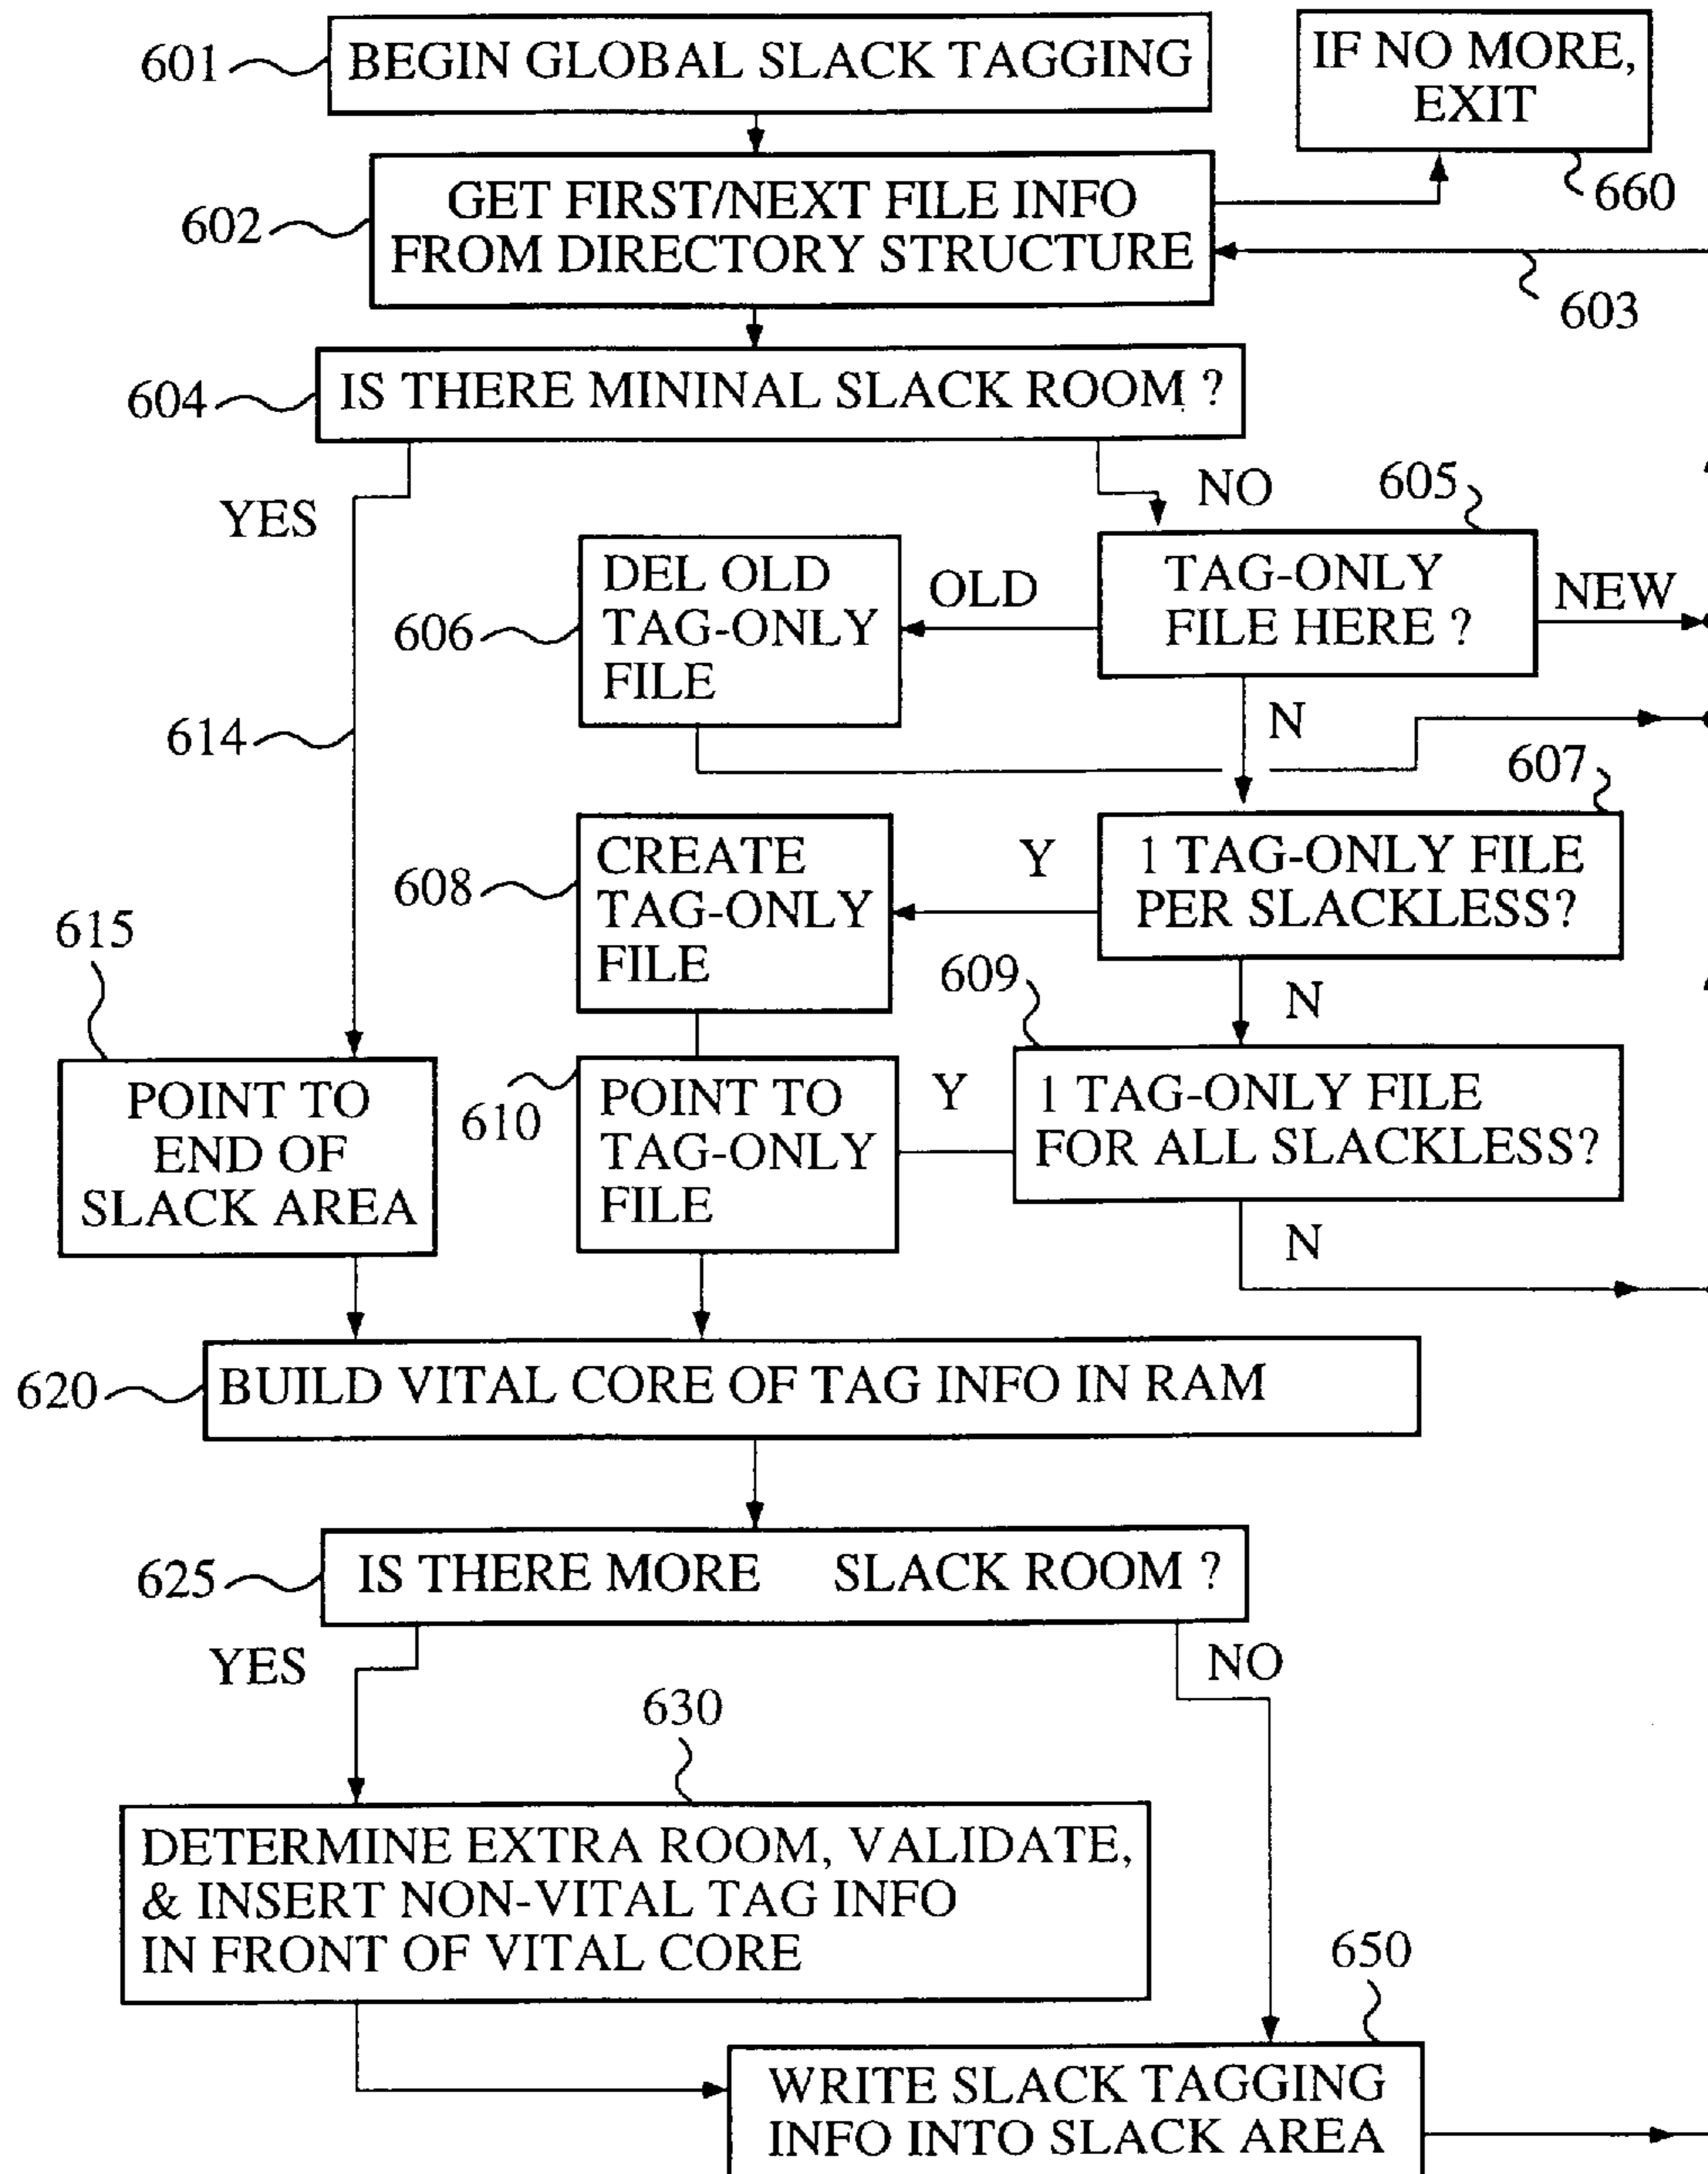 601
BEGIN GLOBAL SLACK TAGGING
IF NO MORE,
EXIT
660
602
GET FIRST/NEXT FILE INFO
FROM DIRECTORY STRUCTURE
603
604
IS THERE MININAL SLACK ROOM ?
YES
NO
605
TAG-ONLY
FILE HERE ?
OLD
NEW
606
DEL OLD
TAG-ONLY
FILE
N
614
607
1 TAG-ONLY FILE
PER SLACKLESS?
Y
608
CREATE
TAG-ONLY
FILE
N
609
1 TAG-ONLY FILE
FOR ALL SLACKLESS?
Y
610
POINT TO
TAG-ONLY
FILE
N
615
POINT TO
END OF
SLACK AREA
620
BUILD VITAL CORE OF TAG INFO IN RAM
625
IS THERE MORE SLACK ROOM ?
YES
NO
630
DETERMINE EXTRA ROOM, VALIDATE,
& INSERT NON-VITAL TAG INFO
IN FRONT OF VITAL CORE
650
WRITE SLACK TAGGING
INFO INTO SLACK AREA